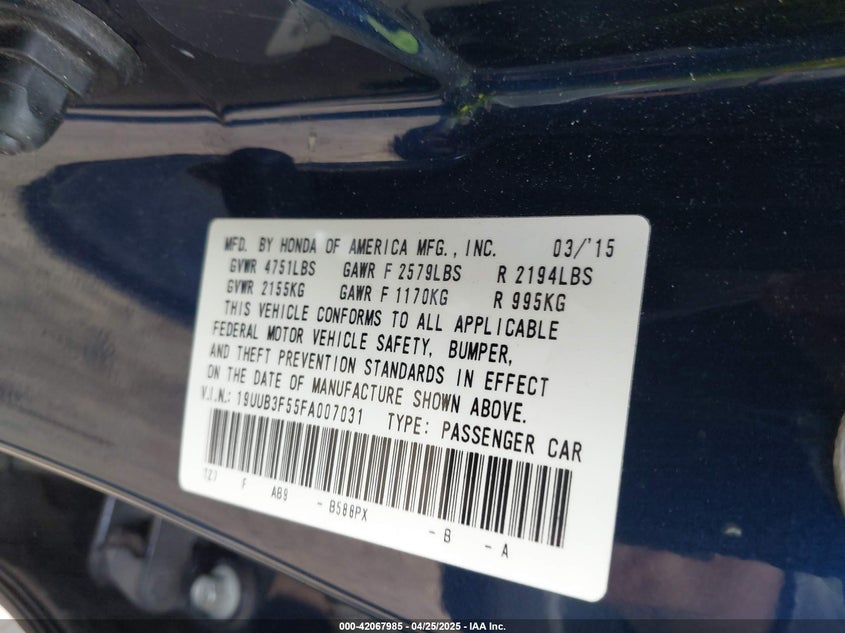 MFD. BY HONDA OF AMERICA MFG., INC. 03/'15
GVWR 4751LBS GAWR F 2579LBS R 2194LBS
GVWR 2155KG GAWR F 1170KG R 995KG
THIS VEHICLE CONFORMS TO ALL APPLICABLE
FEDERAL MOTOR VEHICLE SAFETY, BUMPER,
AND THEFT PREVENTION STANDARDS IN EFFECT
ON THE DATE OF MANUFACTURE SHOWN ABOVE.
V.I.N.: 19UUB3F55FA007031 TYPE: PASSENGER CAR
TZ7 F AB9 - B588PX - B - A
000-42067985 - 04/25/2025 - IAA Inc.